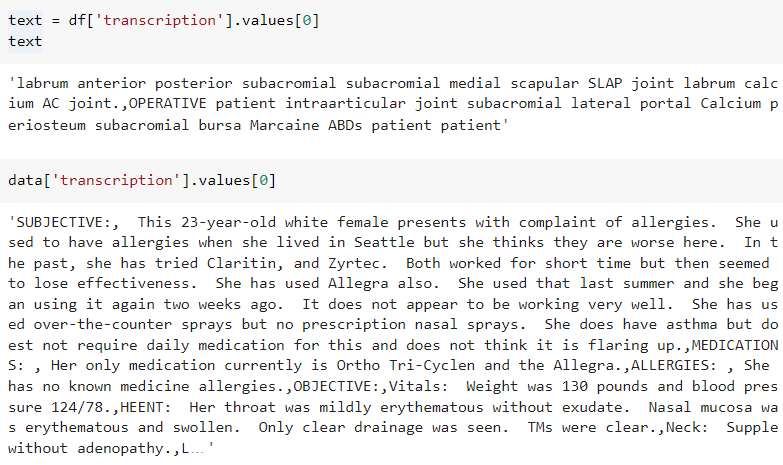 text = df['transcription'].values[0]
text
'labrum anterior posterior subacromial subacromial medial scapular SLAP joint labrum calc
ium AC joint.,OPERATIVE patient intraarticular joint subacromial lateral portal Calcium p
eriosteum subacromial bursa Marcaine ABDs patient patient'
data['transcription'].values[0]
'SUBJECTIVE:,  This 23-year-old white female presents with complaint of allergies.  She u
sed to have allergies when she lived in Seattle but she thinks they are worse here.  In t
he past, she has tried Claritin, and Zyrtec.  Both worked for short time but then seemed
to lose effectiveness.  She has used Allegra also.  She used that last summer and she beg
an using it again two weeks ago.  It does not appear to be working very well.  She has us
ed over-the-counter sprays but no prescription nasal sprays.  She does have asthma but do
est not require daily medication for this and does not think it is flaring up.,MEDICATION
S: , Her only medication currently is Ortho Tri-Cyclen and the Allegra.,ALLERGIES: , She
has no known medicine allergies.,OBJECTIVE:,Vitals:  Weight was 130 pounds and blood pres
sure 124/78.,HEENT:  Her throat was mildly erythematous without exudate.  Nasal mucosa wa
s erythematous and swollen.  Only clear drainage was seen.  TMs were clear.,Neck:  Supple
without adenopathy.,L…'